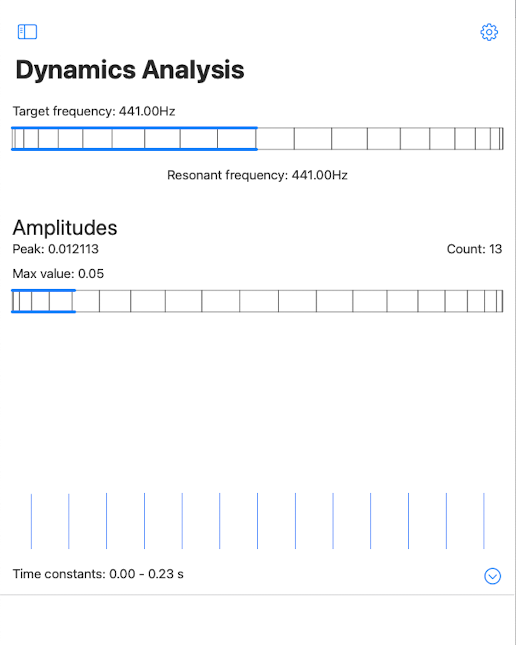 Dynamics Analysis
Target frequency: 441.00Hz
Resonant frequency: 441.00Hz
Amplitudes
Peak: 0.012113
Count: 13
Max value: 0.05
Time constants: 0.00 - 0.23 s